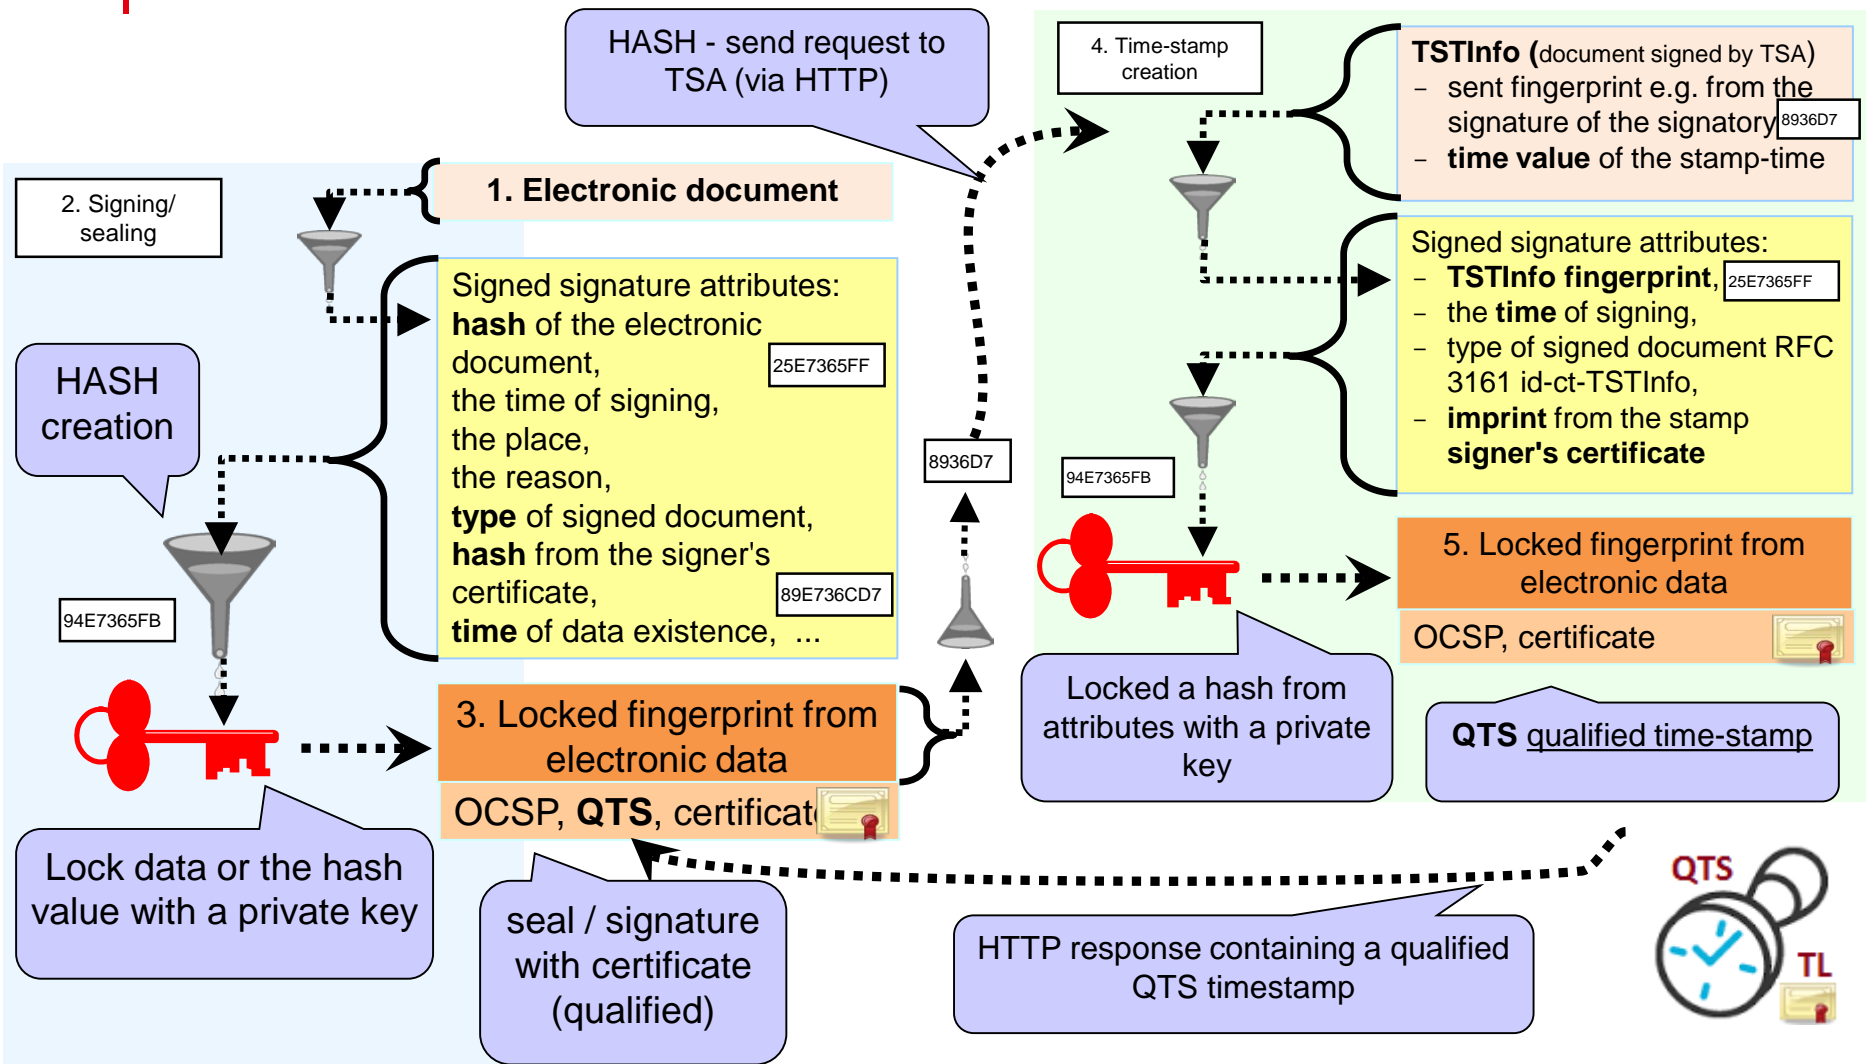 HASH - send request to
TSA (via HTTP)
4. Time-stamp
creation
TSTInfo (document signed by TSA)
- sent fingerprint e.g. from the
signature of the signatory
8936D7
- time value of the stamp-time
2. Signing/
sealing
1. Electronic document
Signed signature attributes:
hash of the electronic
document,
25E7365FF
the time of signing,
the place,
the reason,
type of signed document,
hash from the signer's
certificate,
89E736CD7
time of data existence, ...
HASH
creation
94E7365FB
8936D7
Signed signature attributes:
- TSTInfo fingerprint,
25E7365FF
- the time of signing,
- type of signed document RFC
3161 id-ct-TSTInfo,
- imprint from the stamp
signer's certificate
94E7365FB
3. Locked fingerprint from
electronic data
OCSP, QTS, certificat
5. Locked fingerprint from
electronic data
OCSP, certificate
Locked a hash from
attributes with a private
key
QTS qualified time-stamp
Lock data or the hash
value with a private key
seal / signature
with certificate
(qualified)
HTTP response containing a qualified
QTS timestamp
QTS
TL